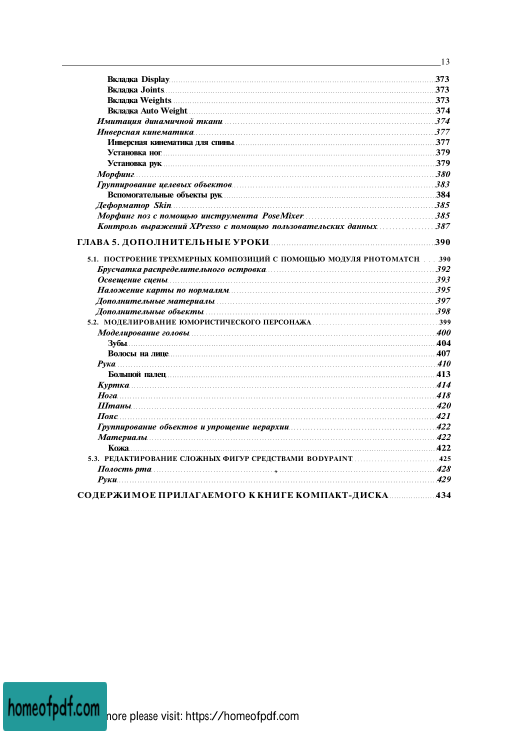 13
Вкладка Display 373
Вкладка Joints 373
Вкладка Weights 373
Вкладка Auto Weight 374
Имитация динамичной ткани 374
Инверсная кинематика 377
Инверсная кинематика для спины 377
Установка ног 379
Установка рук 379
Морфинг 380
Группирование целевых объектов 383
Вспомогательные объекты рук 384
Деформатор Skin 385
Морфинг поз с помощью инструмента PoseMixer 385
Контроль выражений XPresso с помощью пользовательских данных 387
ГЛАВА 5. ДОПОЛНИТЕЛЬНЫЕ УРОКИ 390
5.1. ПОСТРОЕНИЕ ТРЕХМЕРНЫХ КОМПОЗИЦИЙ С ПОМОЩЬЮ МОДУЛЯ PHOTOMATCH 390
Брусчатка распределительного островка 392
Освещение сцены 393
Наложение карты по нормалям 395
Дополнительные материалы 397
Дополнительные объекты 398
5.2. МОДЕЛИРОВАНИЕ ЮМОРИСТИЧЕСКОГО ПЕРСОНАЖА 399
Моделирование головы 400
Зубы 404
Волосы на лице 407
Рука 410
Большой палец 413
Куртка 414
Нога 418
Штаны 420
Пояс 421
Группирование объектов и упрощение иерархии 422
Материалы 422
Кожа 422
5.3. РЕДАКТИРОВАНИЕ СЛОЖНЫХ ФИГУР СРЕДСТВАМИ BODYPAINT 425
Полость рта 428
Руки 429
СОДЕРЖИМОЕ ПРИЛАГАЕМОГО К КНИГЕ КОМПАКТ-ДИСКА 434
homeofpdf.com
more please visit: https://homeofpdf.com